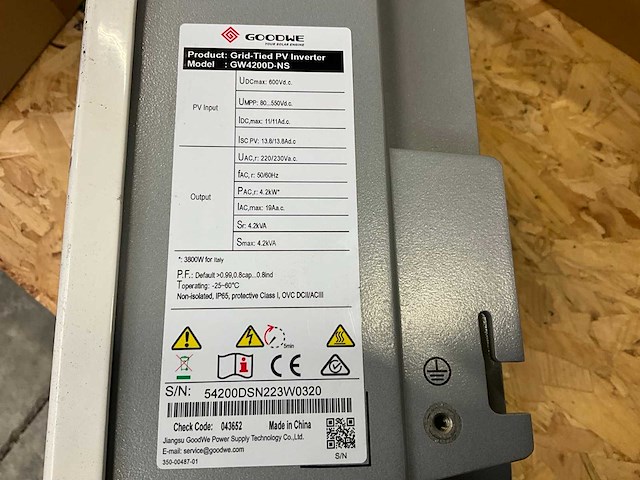 GOODWE
YOUR SOLAR ENGINE
Product: Grid-Tied PV Inverter
Model : GW4200D-NS
PV Input
UDCmax: 600Vd.c.
UMPP: 80...550Vd.c.
IDC,max: 11/11Ad.c.
ISC PV: 13.8/13.8Ad.c
Output
UAC,r: 220/230Va.c.
fAC,r: 50/60Hz
PAC,r: 4.2kW*
IAC,max: 19Aa.c.
Sr: 4.2kVA
Smax: 4.2kVA
*: 3800W for Italy
P.F.: Default >0.99,0.8cap...0.8ind
Toperating: -25~60°C
Non-isolated, IP65, protective Class I, OVC DCII/ACIII
5min
CE
S/N: 54200DSN223W0320
Check Code: 043652 Made in China
Jiangsu GoodWe Power Supply Technology Co.,Ltd.
E-mail: service@goodwe.com
350-00487-01
S/N